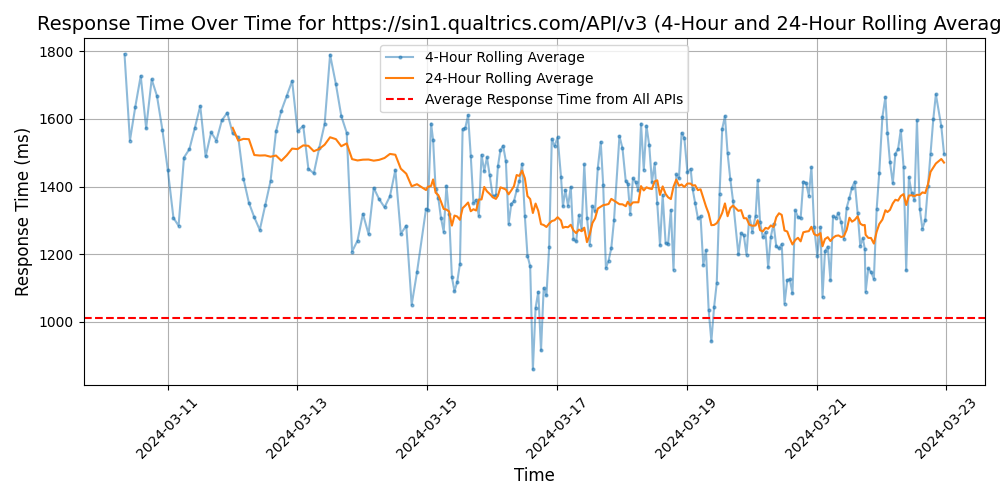 Response Time Over Time for https://sin1.qualtrics.com/API/v3 (4-Hour and 24-Hour Rolling Averag
1800
1600
1400
1200
1000
Response Time (ms)
4-Hour Rolling Average
24-Hour Rolling Average
Average Response Time from All APIs
2024-03-11
2024-03-13
2024-03-15
2024-03-17
2024-03-19
2024-03-21
2024-03-23
Time